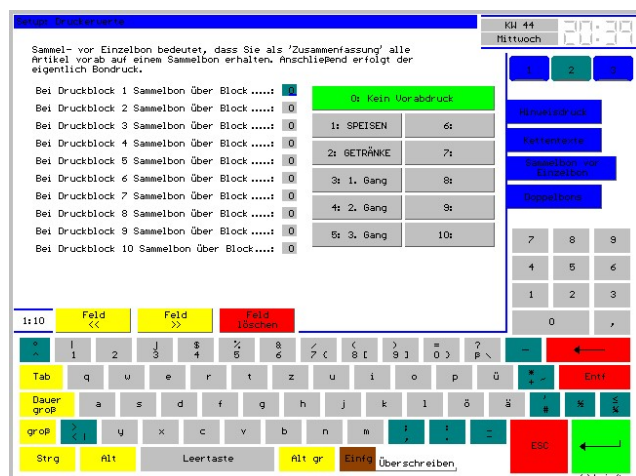 Setup: Druckertexte
KW 44
Mittwoch
20:39
Sammel- vor Einzelbon bedeutet, dass Sie als 'Zusammenfassung' alle
Artikel vorab auf einem Sammelbon erhalten. Anschließend erfolgt der
eigentlich Bondruck.
Bei Druckblock 1 Sammelbon über Block.....: 0
Bei Druckblock 2 Sammelbon über Block.....: 0
Bei Druckblock 3 Sammelbon über Block.....: 0
Bei Druckblock 4 Sammelbon über Block.....: 0
Bei Druckblock 5 Sammelbon über Block.....: 0
Bei Druckblock 6 Sammelbon über Block.....: 0
Bei Druckblock 7 Sammelbon über Block.....: 0
Bei Druckblock 8 Sammelbon über Block.....: 0
Bei Druckblock 9 Sammelbon über Block.....: 0
Bei Druckblock 10 Sammelbon über Block....: 0
0: Kein Vorabdruck
1: SPEISEN 6:
2: GETRÄNKE 7:
3: 1. Gang 8:
4: 2. Gang 9:
5: 3. Gang 10:
1 2 3
Hinweisdruck
Kettentexte
Sammelbon vor
Einzelbon
Doppelbons
7 8 9
4 5 6
1 2 3
0 ,
1:10
Feld
<<
Feld
>>
Feld
löschen
° ^ | 1 2 J 3 $ 4 % 5 & 6 / 7 { ( 8 [ ) 9 ] = 0 } ? β \ -
Tab q w e r t z u i o p ü * + ~ Entf
Dauer
groß a s d f g h j k l ö ä ' #
groß > < | y x c v b n m ; , : . _ - ESC
Strg Alt Leertaste Alt gr Einfg Überschreiben